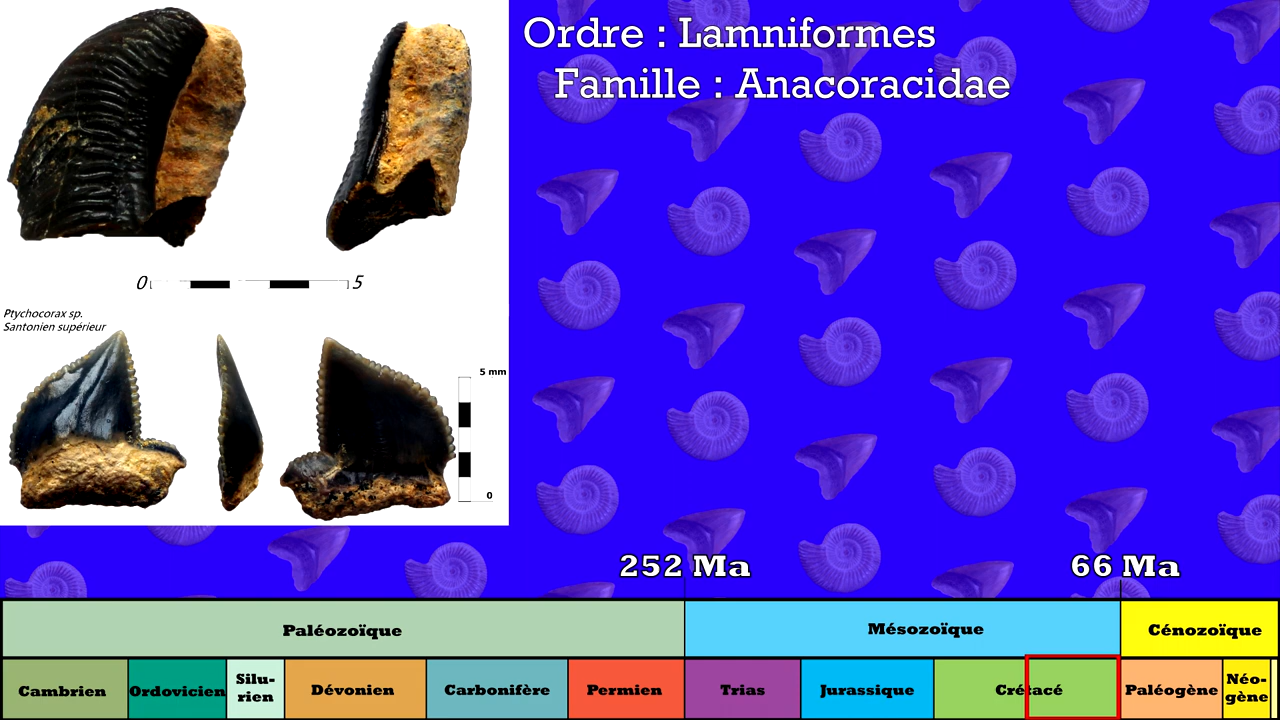 Ordre : Lamniformes
Famille : Anacoracidae
0 5
Ptychocorax sp.
Santonien supérieur
5 mm
0
252 Ma 66 Ma
Paléozoïque Mésozoïque Cénozoïque
Cambrien Ordovicien Silu-rien Dévonien Carbonifère Permien Trias Jurassique Crétacé Paléogène Néo-gène